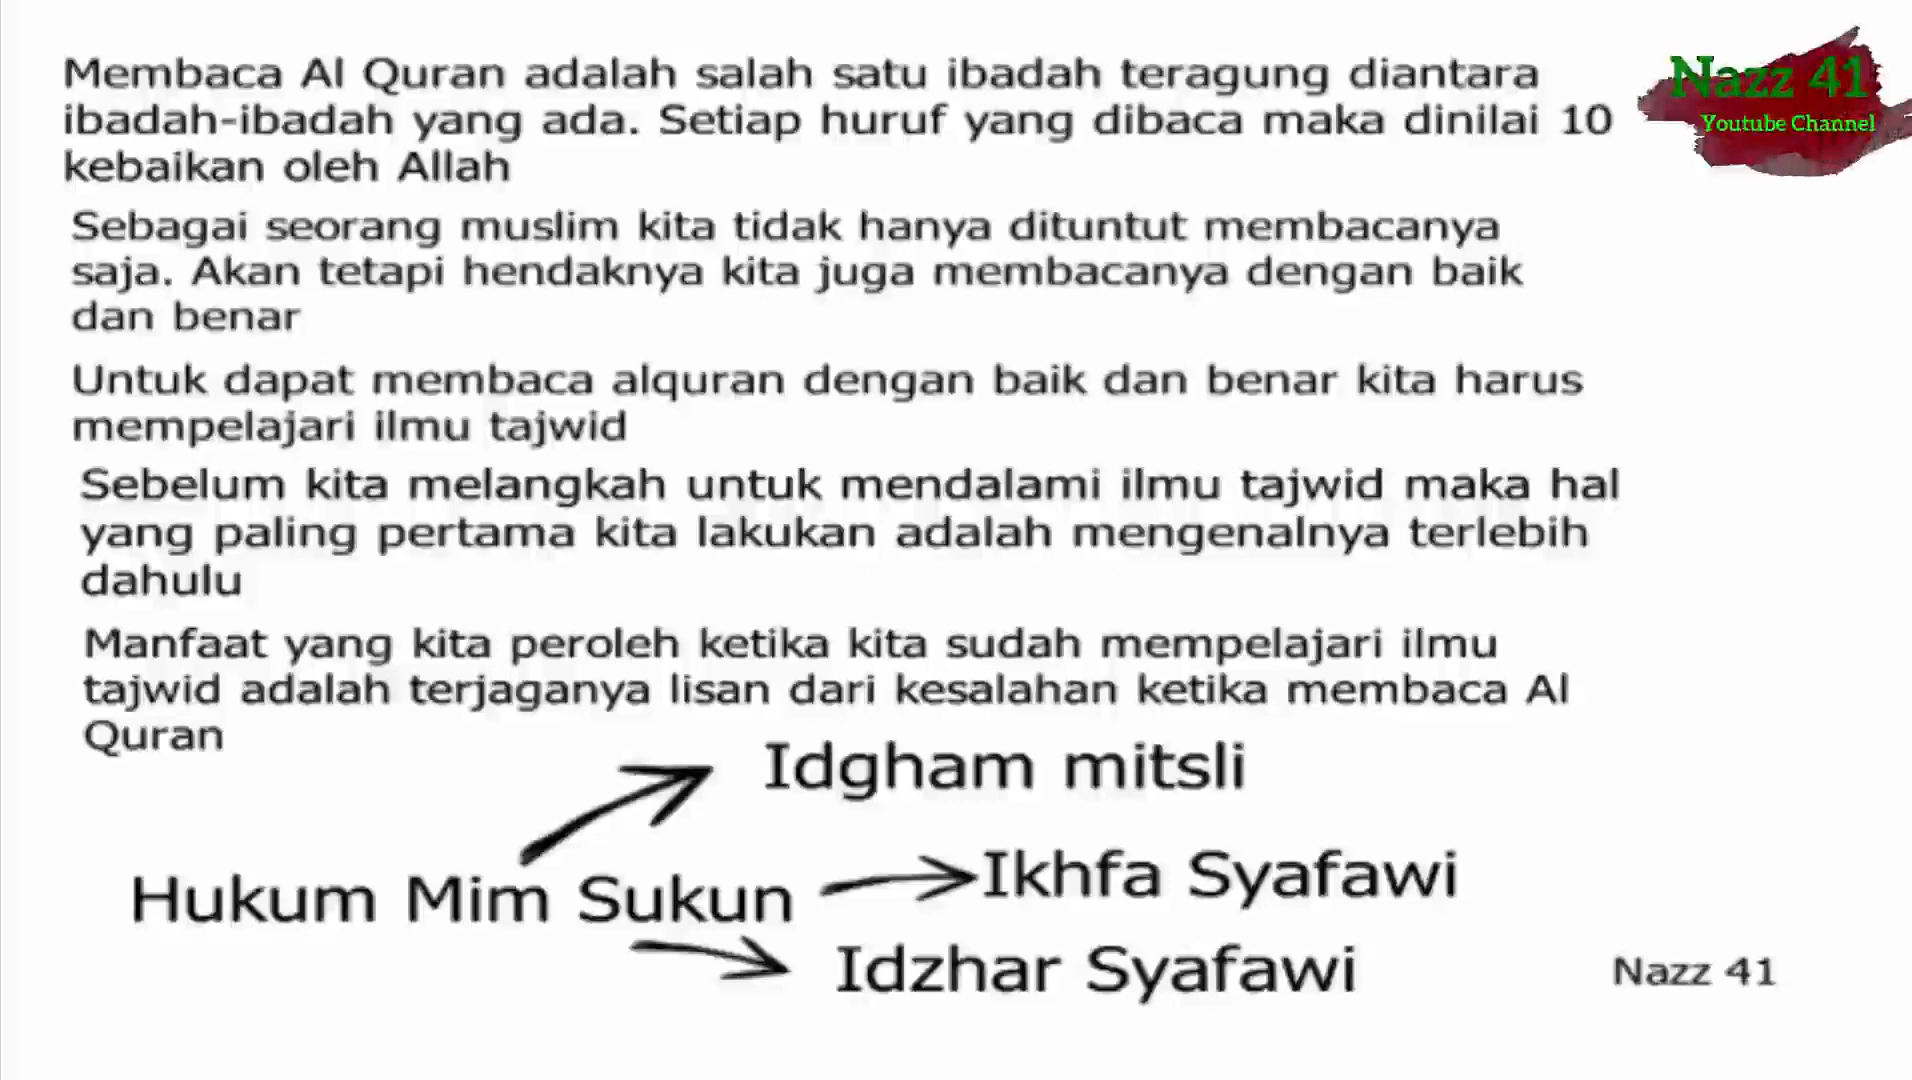 Membaca Al Quran adalah salah satu ibadah teragung diantara
ibadah-ibadah yang ada. Setiap huruf yang dibaca maka dinilai 10
kebaikan oleh Allah
Nazz 41
Youtube Channel
Sebagai seorang muslim kita tidak hanya dituntut membacanya
saja. Akan tetapi hendaknya kita juga membacanya dengan baik
dan benar
Untuk dapat membaca alquran dengan baik dan benar kita harus
mempelajari ilmu tajwid
Sebelum kita melangkah untuk mendalami ilmu tajwid maka hal
yang paling pertama kita lakukan adalah mengenalnya terlebih
dahulu
Manfaat yang kita peroleh ketika kita sudah mempelajari ilmu
tajwid adalah terjaganya lisan dari kesalahan ketika membaca Al
Quran
Idgham mitsli
Hukum Mim Sukun
Ikhfa Syafawi
Idzhar Syafawi
Nazz 41